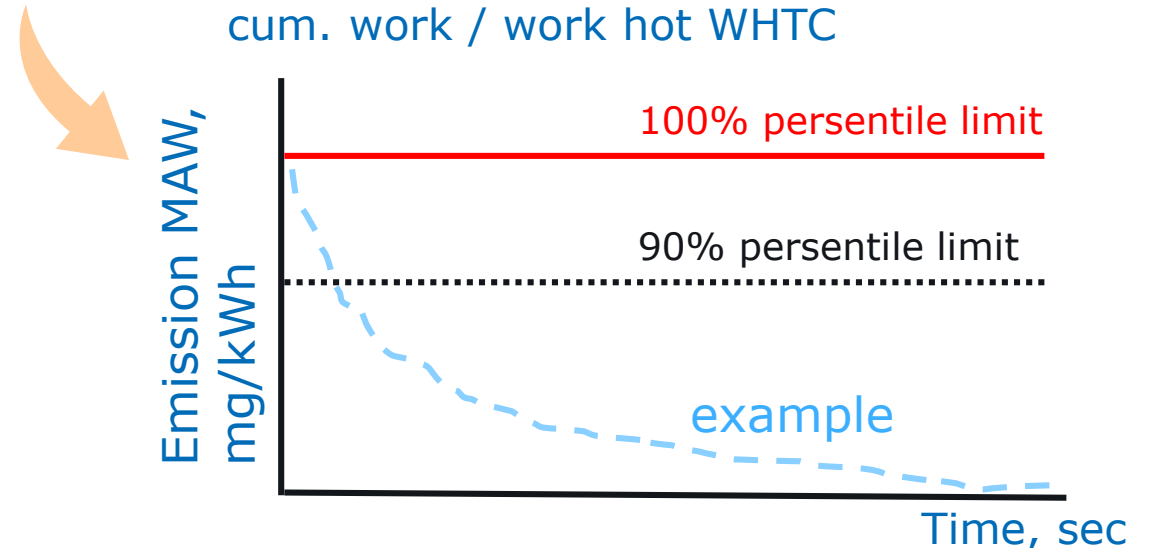 cum. work / work hot WHTC
Emission MAW,
mg/kWh
100% persentile limit
90% persentile limit
example
Time, sec